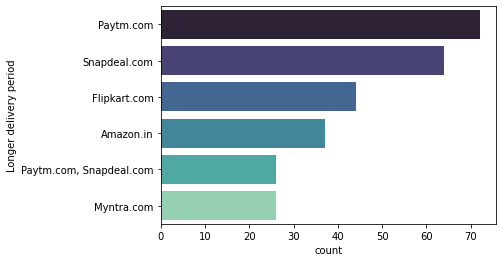 Longer delivery period
Paytm.com
Snapdeal.com
Flipkart.com
Amazon.in
Paytm.com, Snapdeal.com
Myntra.com
0 10 20 30 40 50 60 70
count